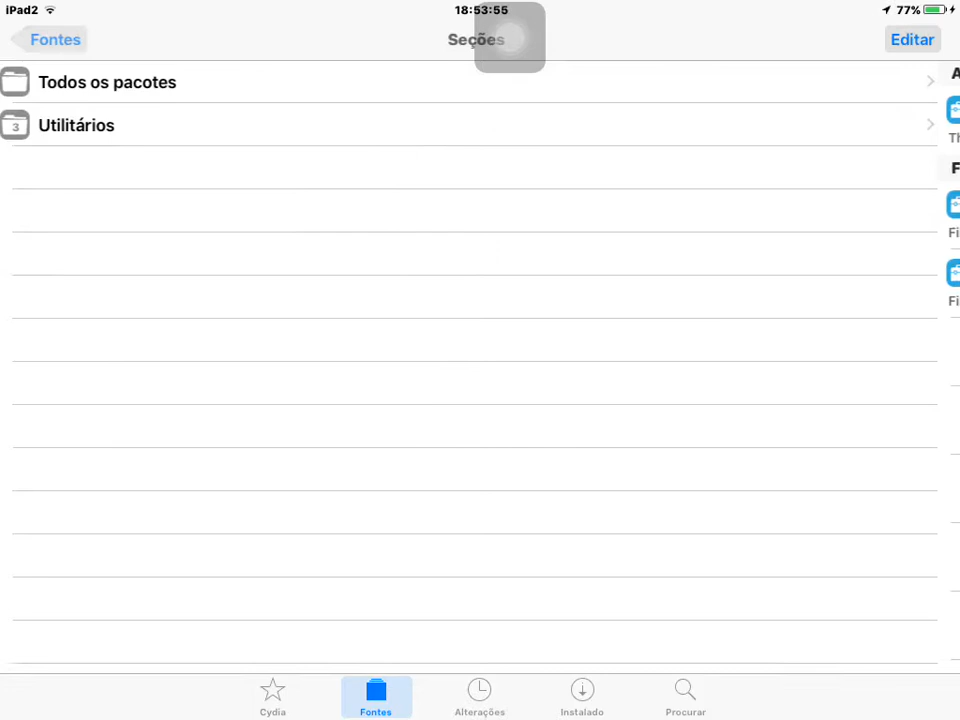 iPad2 18:53:55 77%
Fontes Seções Editar
Todos os pacotes
3 Utilitários
A
Th
F
Fi
Fi
Cydia Fontes Alterações Instalado Procurar